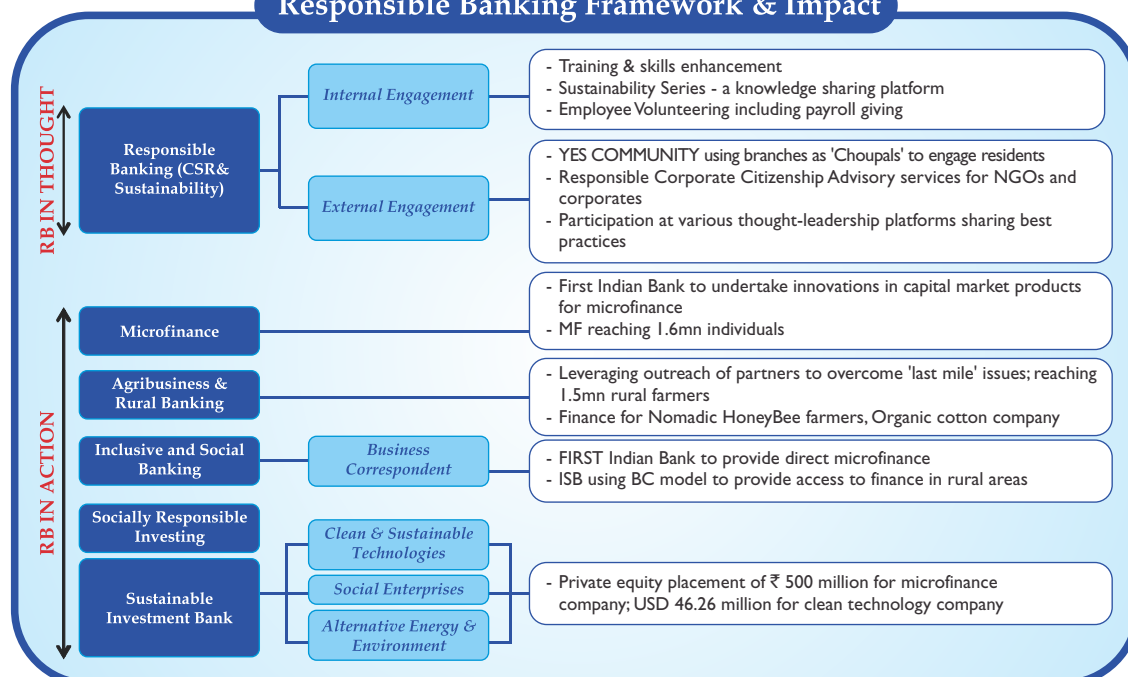 Responsible Banking Framework & Impact
RB IN THOUGHT
Responsible
Banking (CSR&
Sustainability)
Internal Engagement
- Training & skills enhancement
- Sustainability Series - a knowledge sharing platform
- Employee Volunteering including payroll giving
External Engagement
- YES COMMUNITY using branches as 'Choupals' to engage residents
- Responsible Corporate Citizenship Advisory services for NGOs and
corporates
- Participation at various thought-leadership platforms sharing best
practices
RB IN ACTION
Microfinance
- First Indian Bank to undertake innovations in capital market products
for microfinance
- MF reaching 1.6mn individuals
Agribusiness &
Rural Banking
- Leveraging outreach of partners to overcome 'last mile' issues; reaching
1.5mn rural farmers
- Finance for Nomadic HoneyBee farmers, Organic cotton company
Inclusive and Social
Banking
Business
Correspondent
- FIRST Indian Bank to provide direct microfinance
- ISB using BC model to provide access to finance in rural areas
Socially Responsible
Investing
Sustainable
Investment Bank
Clean & Sustainable
Technologies
Social Enterprises
Alternative Energy &
Environment
- Private equity placement of ₹ 500 million for microfinance
company; USD 46.26 million for clean technology company